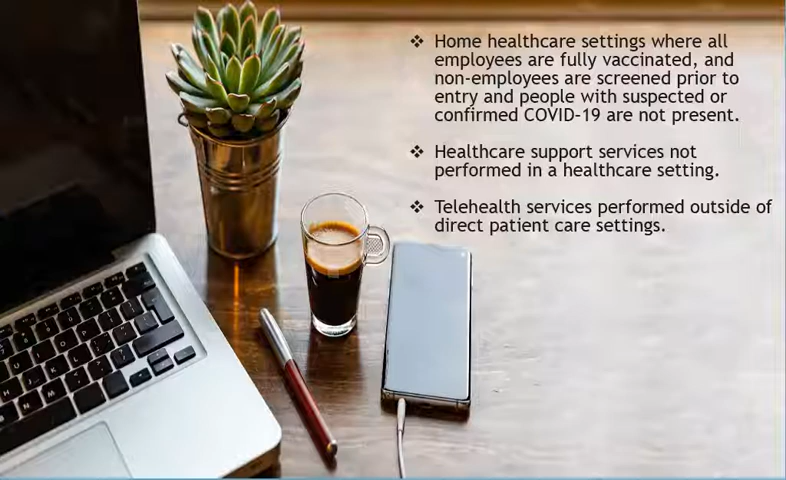 ❖ Home healthcare settings where all
employees are fully vaccinated, and
non-employees are screened prior to
entry and people with suspected or
confirmed COVID-19 are not present.
❖ Healthcare support services not
performed in a healthcare setting.
❖ Telehealth services performed outside of
direct patient care settings.